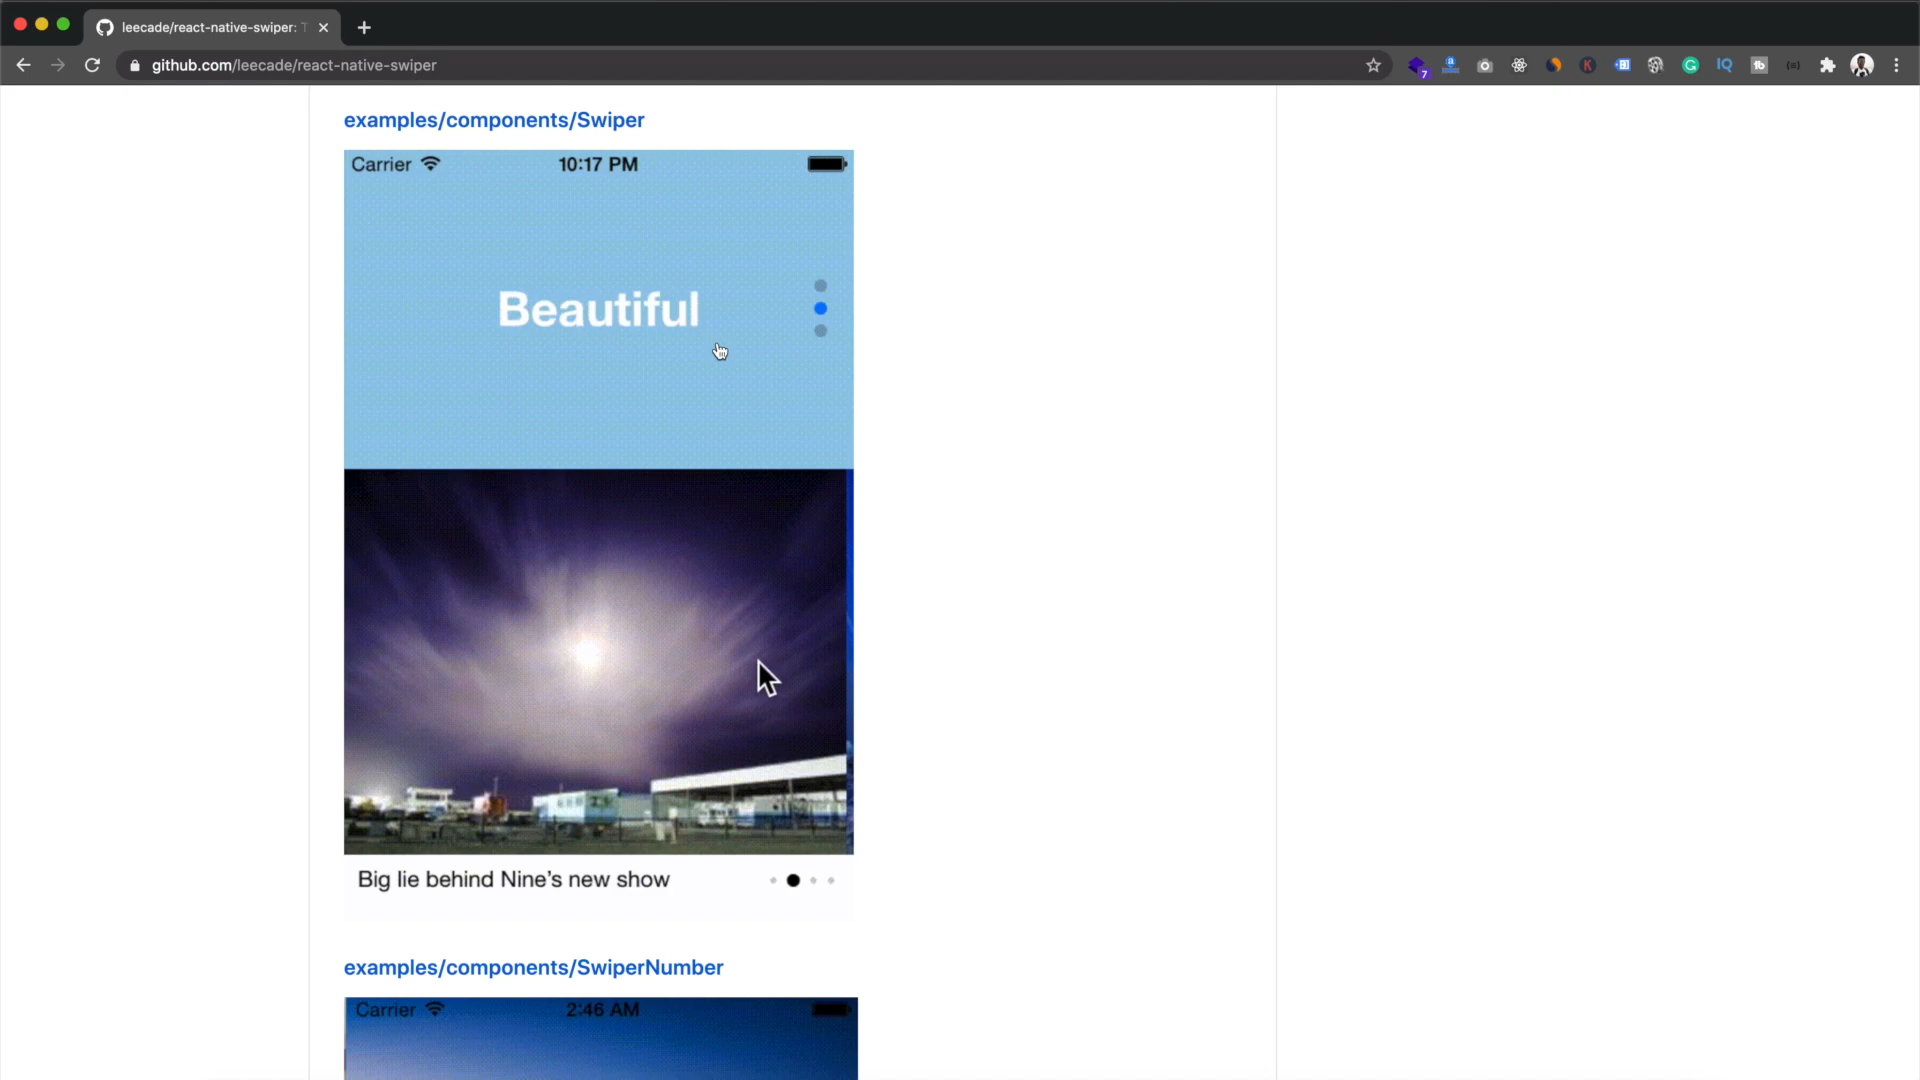 leecade/react-native-swiper: T
github.com/leecade/react-native-swiper
7
examples/components/Swiper
Carrier
10:17 PM
Beautiful
Big lie behind Nine’s new show
examples/components/SwiperNumber
Carrier
2:46 AM